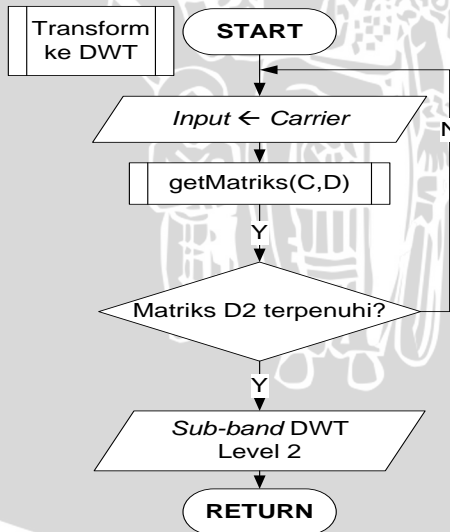 Transform
ke DWT
START
Input ← Carrier
N
getMatriks(C,D)
Y
Matriks D2 terpenuhi?
Y
Sub-band DWT
Level 2
RETURN